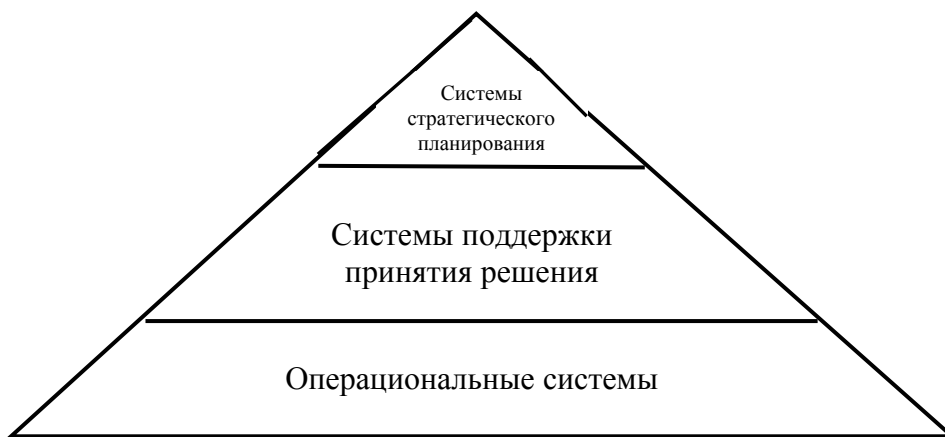 Системы
стратегического
планирования
Системы поддержки
принятия решения
Операциональные системы